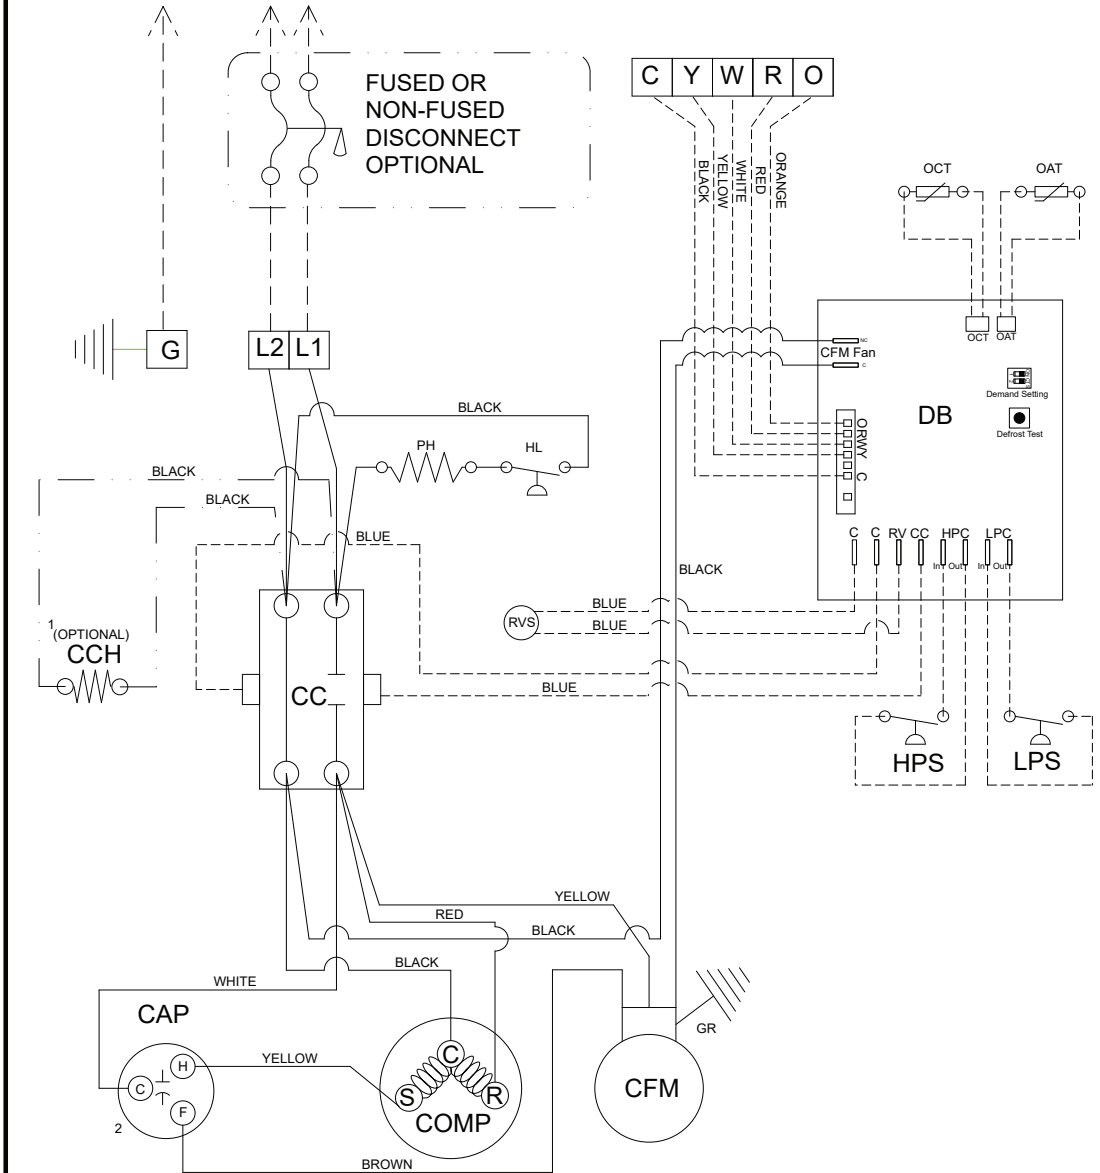 FUSED OR
NON-FUSED
DISCONNECT
OPTIONAL
C Y W R O
BLACK
YELLOW
WHITE
RED
ORANGE
OCT
OAT
G
L2 L1
NC
CFM Fan
C
OCT OAT
Demand Setting
DB
Defrost Test
O
R
W
Y
C
BLACK
PH
HL
BLACK
BLACK
BLUE
BLACK
C C RV CC HPC LPC
In Out In Out
RVS
BLUE
BLUE
1
(OPTIONAL)
CCH
CC
BLUE
HPS
LPS
YELLOW
RED
BLACK
BLACK
WHITE
CAP
GR
H
C
F
2
YELLOW
C
S
R
COMP
CFM
BROWN